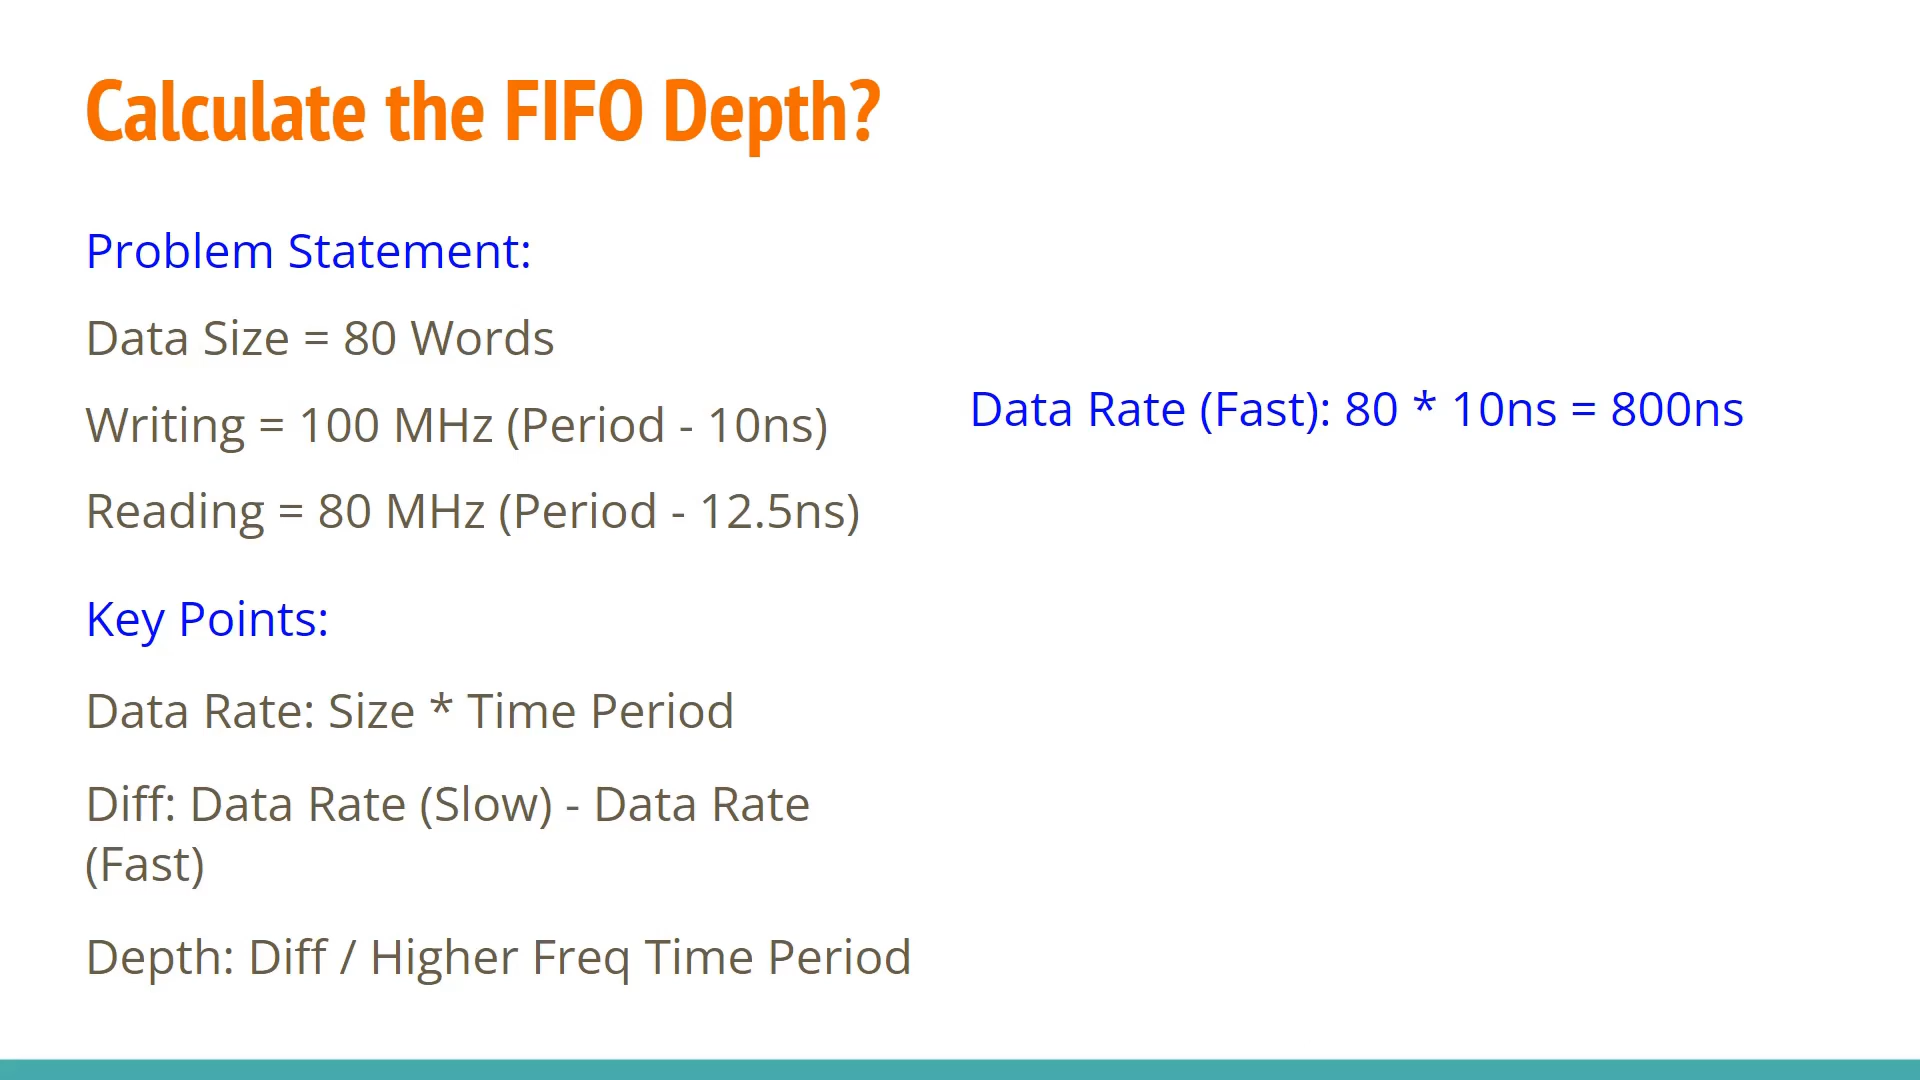 Calculate the FIFO Depth?
Problem Statement:
Data Size = 80 Words
Writing = 100 MHz (Period - 10ns)
Reading = 80 MHz (Period - 12.5ns)
Key Points:
Data Rate: Size * Time Period
Diff: Data Rate (Slow) - Data Rate
(Fast)
Depth: Diff / Higher Freq Time Period
Data Rate (Fast): 80 * 10ns = 800ns